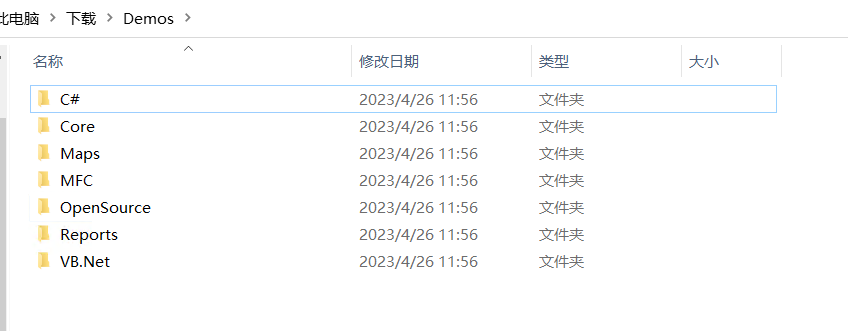 此电脑 > 下载 > Demos >
名称 修改日期 类型 大小
C# 2023/4/26 11:56 文件夹
Core 2023/4/26 11:56 文件夹
Maps 2023/4/26 11:56 文件夹
MFC 2023/4/26 11:56 文件夹
OpenSource 2023/4/26 11:56 文件夹
Reports 2023/4/26 11:56 文件夹
VB.Net 2023/4/26 11:56 文件夹